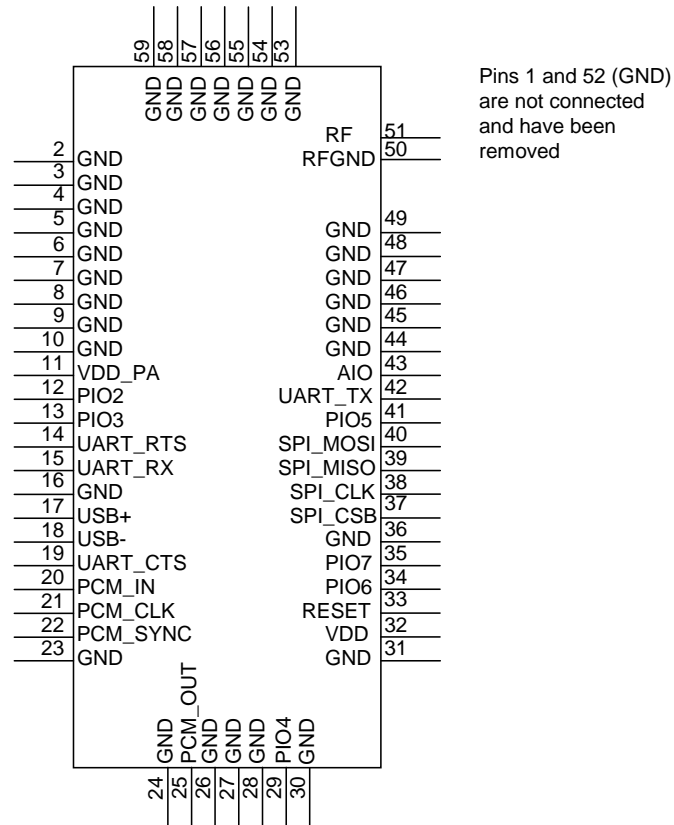 59
58
57
56
55
54
53
GND
GND
GND
GND
GND
GND
GND
Pins 1 and 52 (GND)
are not connected
and have been
removed
RF 51
RFGND 50
2 GND
3 GND
4 GND
5 GND
6 GND
7 GND
8 GND
9 GND
10 GND
11 VDD_PA
12 PIO2
13 PIO3
14 UART_RTS
15 UART_RX
16 GND
17 USB+
18 USB-
19 UART_CTS
20 PCM_IN
21 PCM_CLK
22 PCM_SYNC
23 GND
GND 49
GND 48
GND 47
GND 46
GND 45
GND 44
AIO 43
UART_TX 42
PIO5 41
SPI_MOSI 40
SPI_MISO 39
SPI_CLK 38
SPI_CSB 37
GND 36
PIO7 35
PIO6 34
RESET 33
VDD 32
GND 31
GND
PCM_OUT
GND
GND
GND
PIO4
GND
24
25
26
27
28
29
30